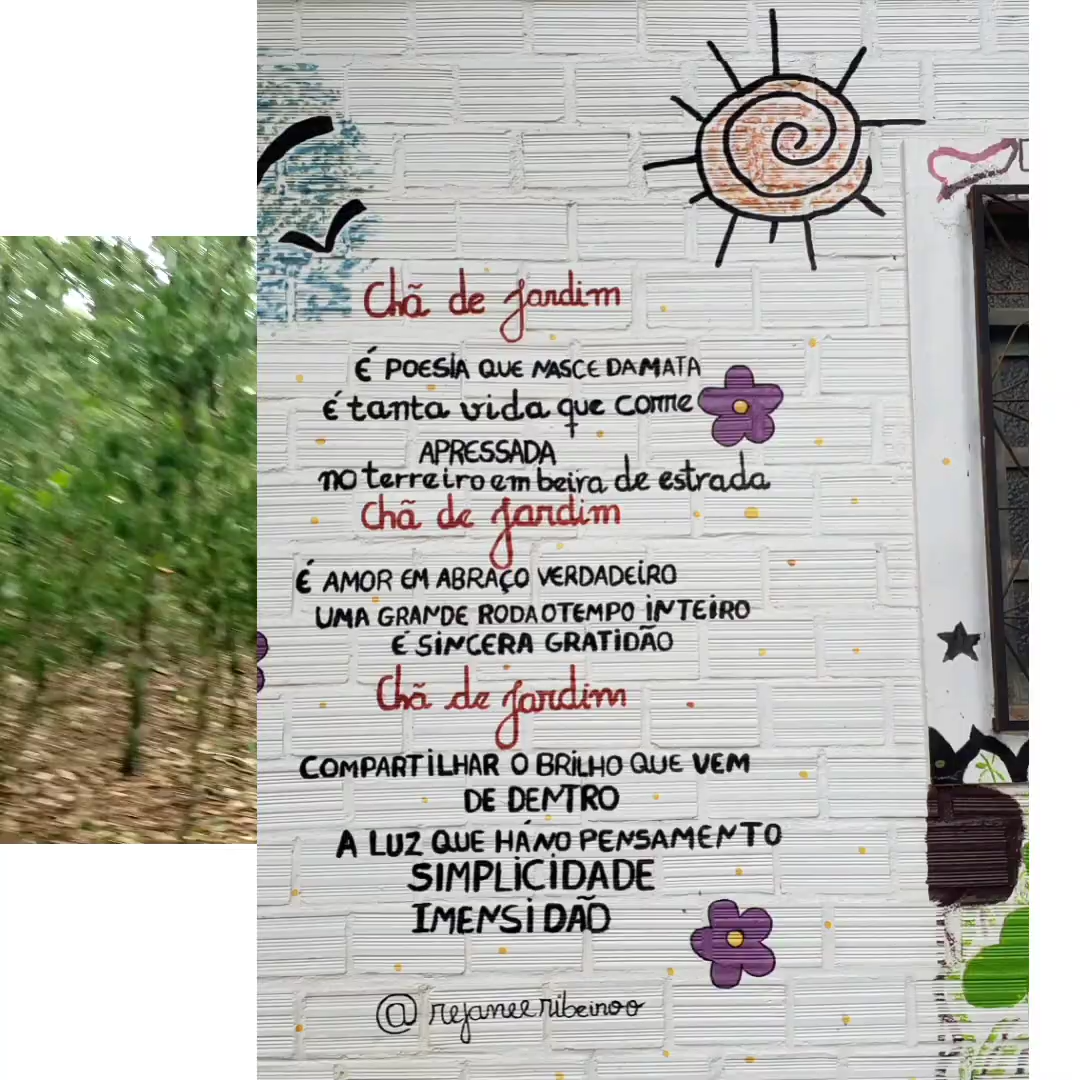 Chã de jardim
É POESIA QUE NASCE DA MATA
é tanta vida que corre
APRESSADA
no terreiro em beira de estrada
Chã de jardim
É AMOR EM ABRAÇO VERDADEIRO
UMA GRANDE RODA O TEMPO INTEIRO
É SINCERA GRATIDÃO
Chã de jardim
COMPARTILHAR O BRILHO QUE VEM
DE DENTRO
A LUZ QUE HÁ NO PENSAMENTO
SIMPLICIDADE
IMENSIDÃO
@rejaneeribeiroo